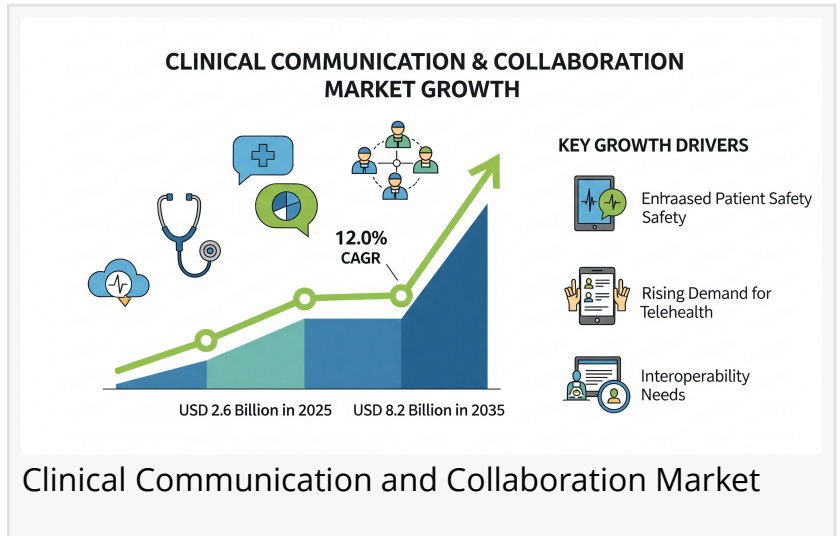 CLINICAL COMMUNICATION & COLLABORATION
MARKET GROWTH
KEY GROWTH DRIVERS
Enhraased Patient Safety
Safety
12.0%
CAGR
Rising Demand for
Telehealth
Interoperability
Needs
USD 2.6 Billion in 2025
USD 8.2 Billion in 2035
Clinical Communication and Collaboration Market